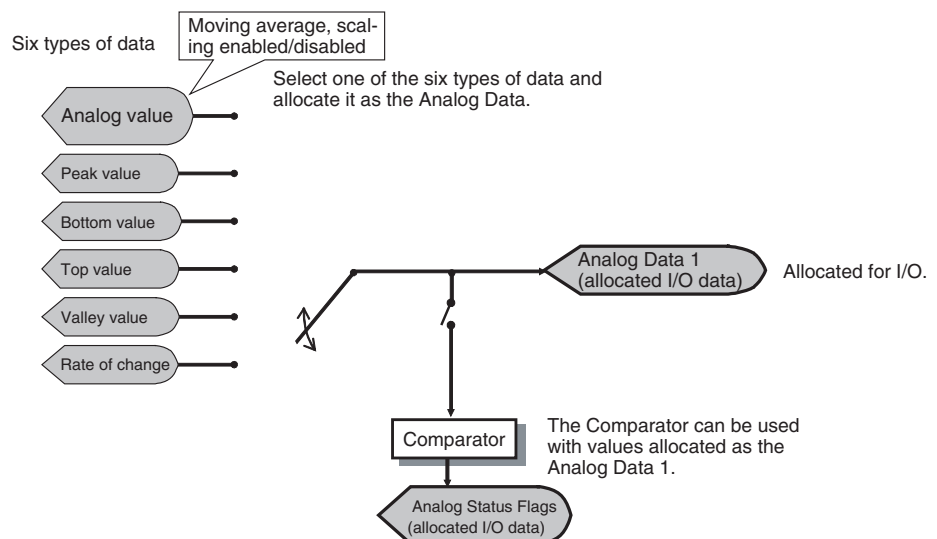 Six types of data
Moving average, scal-
ing enabled/disabled
Select one of the six types of data and
allocate it as the Analog Data.
Analog value
Peak value
Bottom value
Top value
Valley value
Rate of change
Analog Data 1
(allocated I/O data)
Allocated for I/O.
Comparator
The Comparator can be used
with values allocated as the
Analog Data 1.
Analog Status Flags
(allocated I/O data)